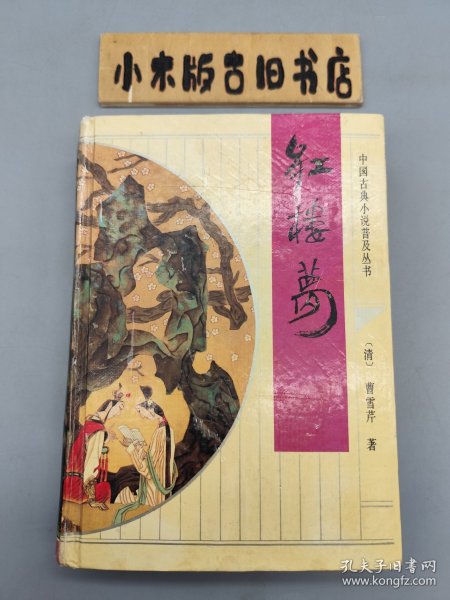 小木版古旧书店
中国古典小说普及丛书
红楼梦
〔清〕曹雪芹 著
孔夫子旧书网
www.kongfz.com